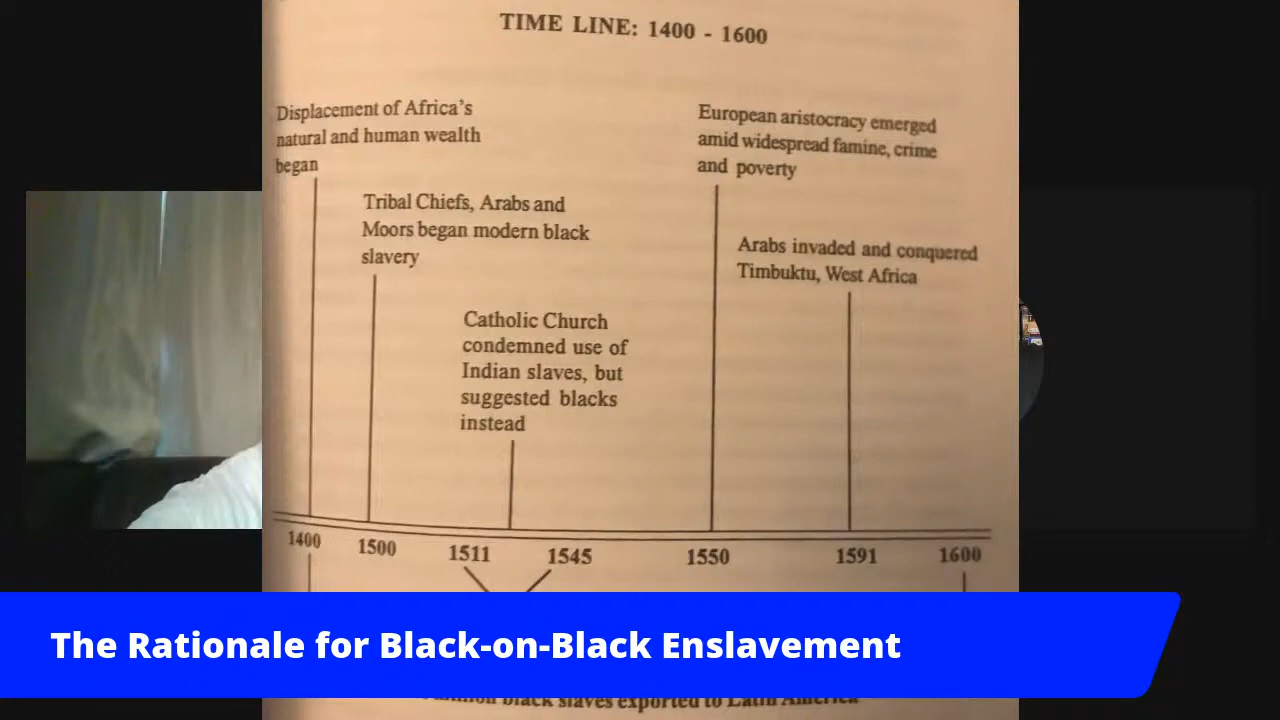 TIME LINE: 1400 - 1600
Displacement of Africa's
natural and human wealth
began
European aristocracy emerged
amid widespread famine, crime
and poverty
Tribal Chiefs, Arabs and
Moors began modern black
slavery
Arabs invaded and conquered
Timbuktu, West Africa
Catholic Church
condemned use of
Indian slaves, but
suggested blacks
instead
1400 1500 1511 1545 1550 1591 1600
The Rationale for Black-on-Black Enslavement
black slaves exported to Latin America